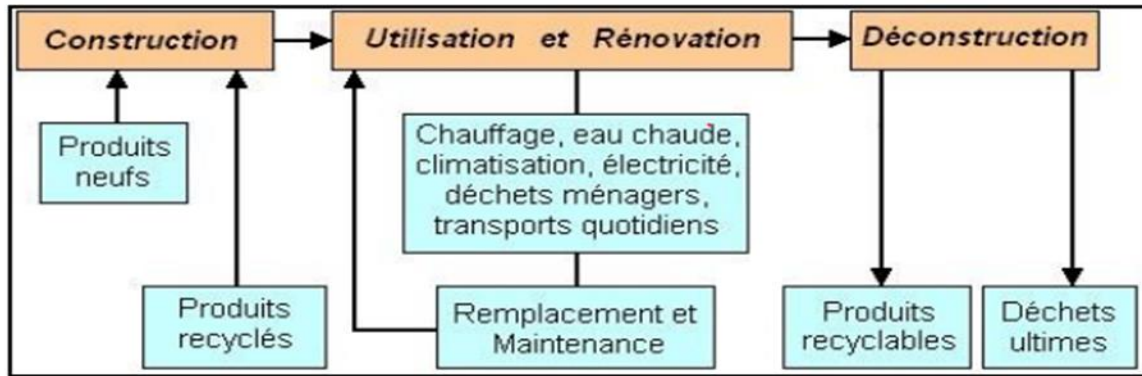 Construction
Utilisation et Rénovation
Déconstruction
Produits
neufs
Chauffage, eau chaude,
climatisation, électricité,
déchets ménagers,
transports quotidiens
Produits
recyclés
Remplacement et
Maintenance
Produits
recyclables
Déchets
ultimes